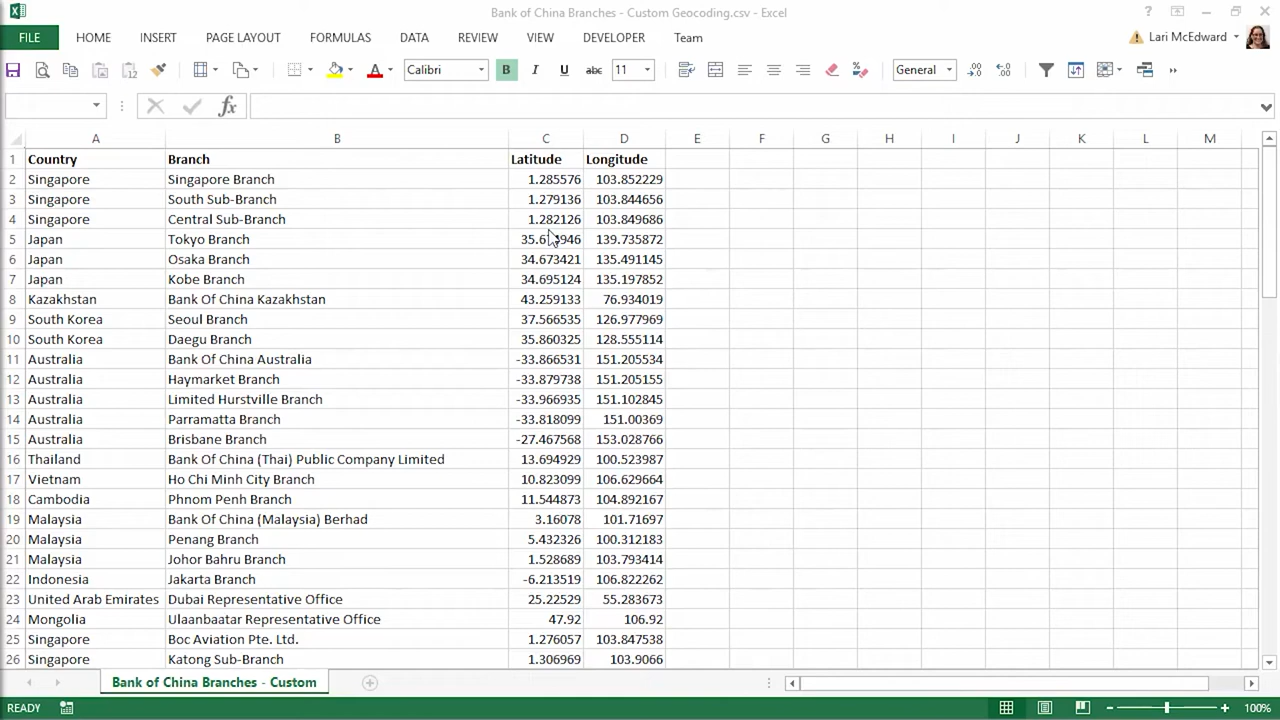 Bank of China Branches - Custom Geocoding.csv - Excel
FILE HOME INSERT PAGE LAYOUT FORMULAS DATA REVIEW VIEW DEVELOPER Team Lari McEdward
Calibri B I U abc 11 General
fx
A B C D E F G H I J K L M
1 Country Branch Latitude Longitude
2 Singapore Singapore Branch 1.285576 103.852229
3 Singapore South Sub-Branch 1.279136 103.844656
4 Singapore Central Sub-Branch 1.282126 103.849686
5 Japan Tokyo Branch 139.735872
6 Japan Osaka Branch 34.673421 135.491145
7 Japan Kobe Branch 34.695124 135.197852
8 Kazakhstan Bank Of China Kazakhstan 43.259133 76.934019
9 South Korea Seoul Branch 37.566535 126.977969
10 South Korea Daegu Branch 35.860325 128.555114
11 Australia Bank Of China Australia -33.866531 151.205534
12 Australia Haymarket Branch -33.879738 151.205155
13 Australia Limited Hurstville Branch -33.966935 151.102845
14 Australia Parramatta Branch -33.818099 151.00369
15 Australia Brisbane Branch -27.467568 153.028766
16 Thailand Bank Of China (Thai) Public Company Limited 13.694929 100.523987
17 Vietnam Ho Chi Minh City Branch 10.823099 106.629664
18 Cambodia Phnom Penh Branch 11.544873 104.892167
19 Malaysia Bank Of China (Malaysia) Berhad 3.16078 101.71697
20 Malaysia Penang Branch 5.432326 100.312183
21 Malaysia Johor Bahru Branch 1.528689 103.793414
22 Indonesia Jakarta Branch -6.213519 106.822262
23 United Arab Emirates Dubai Representative Office 25.22529 55.283673
24 Mongolia Ulaanbaatar Representative Office 47.92 106.92
25 Singapore Boc Aviation Pte. Ltd. 1.276057 103.847538
26 Singapore Katong Sub-Branch 1.306969 103.9066
Bank of China Branches - Custom
READY 100%